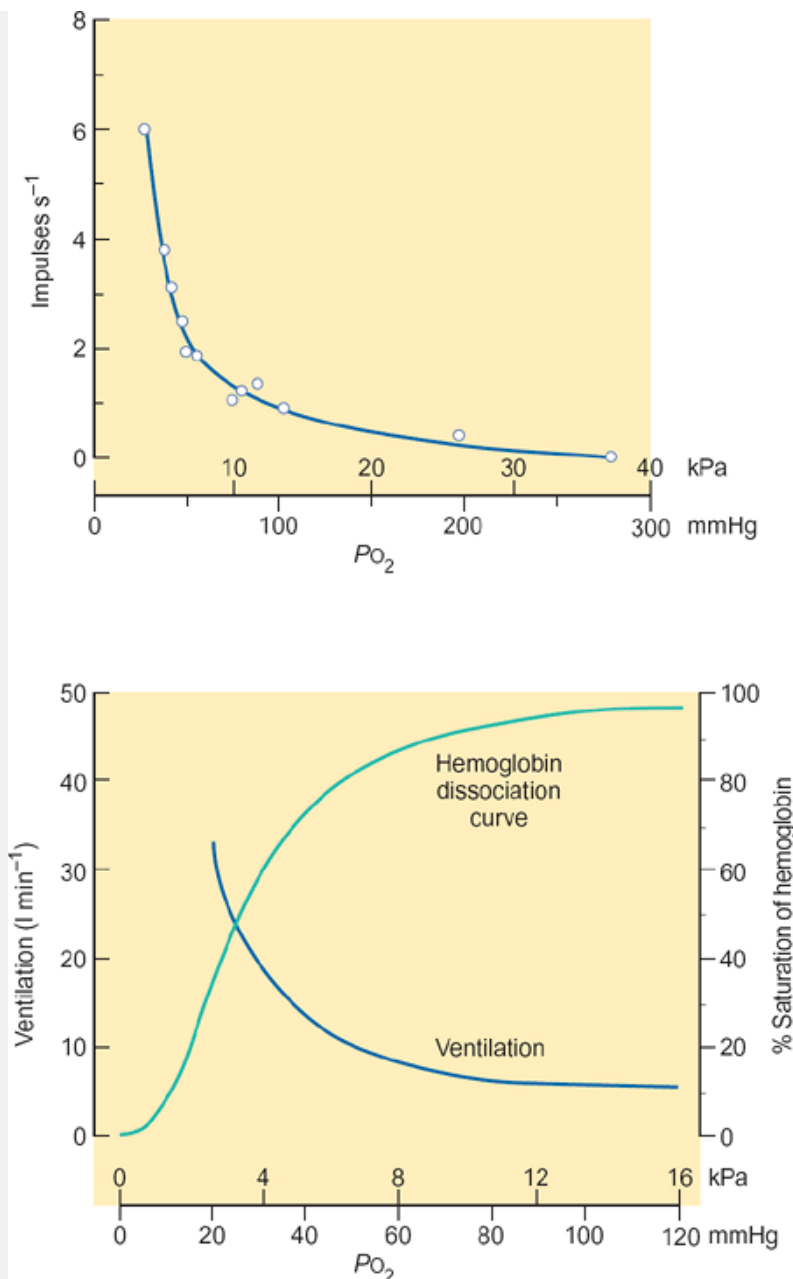 8
6
4
2
0
Impulses s⁻¹
10 20 30 40 kPa
0 100 200 300 mmHg
PO₂
50 100
40 80
30 60
20 40
10 20
0 0
Ventilation (l min⁻¹)
% Saturation of hemoglobin
Hemoglobin
dissociation
curve
Ventilation
0 4 8 12 16 kPa
0 20 40 60 80 100 120 mmHg
PO₂